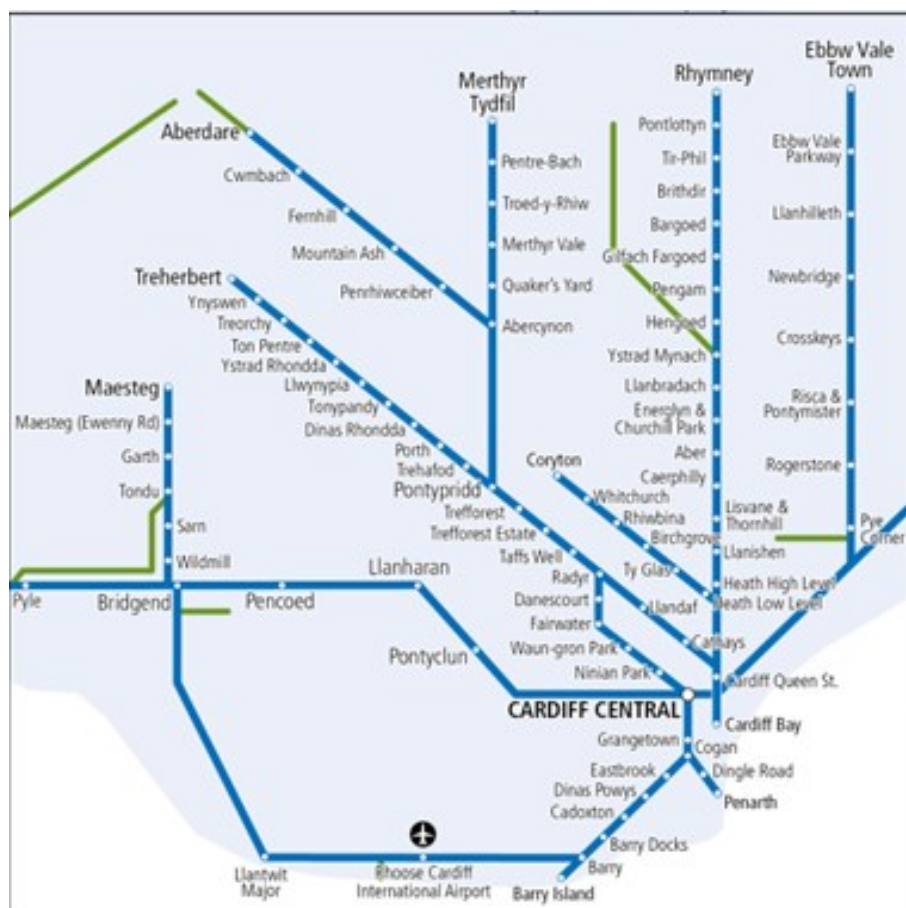 Ebbw Vale
Town
Merthyr
Tydfil
Rhymney
Aberdare
Pontlottyn
Ebbw Vale
Parkway
Cwmbach
Pentre-Bach
Tir-Phil
Fernhill
Troed-y-Rhiw
Brithdir
Llanhilleth
Mountain Ash
Merthyr Vale
Bargoed
Treherbert
Penrhiwceiber
Quaker's Yard
Gilfach Fargoed
Newbridge
Ynyswen
Pengam
Treorchy
Abercynon
Hengoed
Crosskeys
Ton Pentre
Ystrad Rhondda
Ystrad Mynach
Maesteg
Llwynypia
Llanbradach
Tonypandy
Energlyn &
Churchill Park
Risca &
Pontymister
Maesteg (Ewenny Rd)
Dinas Rhondda
Garth
Porth
Aber
Trehafod
Coryton
Rogerstone
Tondu
Pontypridd
Caerphilly
Whitchurch
Trefforest
Rhiwbina
Lisvane &
Thornhill
Sarn
Trefforest Estate
Birchgrove
Pye
Corner
Taffs Well
Llanishen
Wildmill
Llanharan
Radyr
Ty Glas
Heath High Level
Pyle
Bridgend
Pencoed
Danescourt
Llandaf
Heath Low Level
Fairwater
Pontyclun
Waun-gron Park
Cathays
Ninian Park
Cardiff Queen St.
CARDIFF CENTRAL
Cardiff Bay
Grangetown
Cogan
Eastbrook
Dingle Road
Dinas Powys
Penarth
Cadoxton
Barry Docks
Llantwit
Major
Rhoose Cardiff
International Airport
Barry
Barry Island